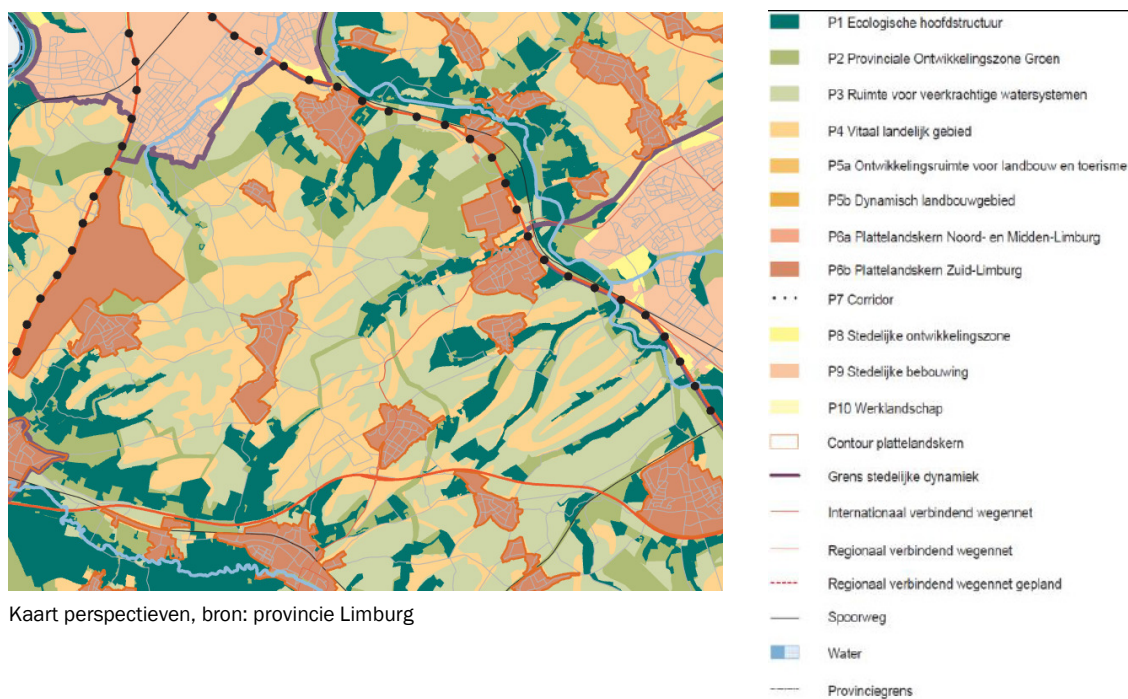 P1 Ecologische hoofdstructuur
P2 Provinciale Ontwikkelingszone Groen
P3 Ruimte voor veerkrachtige watersystemen
P4 Vitaal landelijk gebied
P5a Ontwikkelingsruimte voor landbouw en toerisme
P5b Dynamisch landbouwgebied
P6a Plattelandskern Noord- en Midden-Limburg
P6b Plattelandskern Zuid-Limburg
P7 Corridor
P8 Stedelijke ontwikkelingszone
P9 Stedelijke bebouwing
P10 Werklandschap
Contour plattelandskern
Grens stedelijke dynamiek
Internationaal verbindend wegennet
Regionaal verbindend wegennet
Regionaal verbindend wegennet gepland
Spoorweg
Water
Provinciegrens
Kaart perspectieven, bron: provincie Limburg